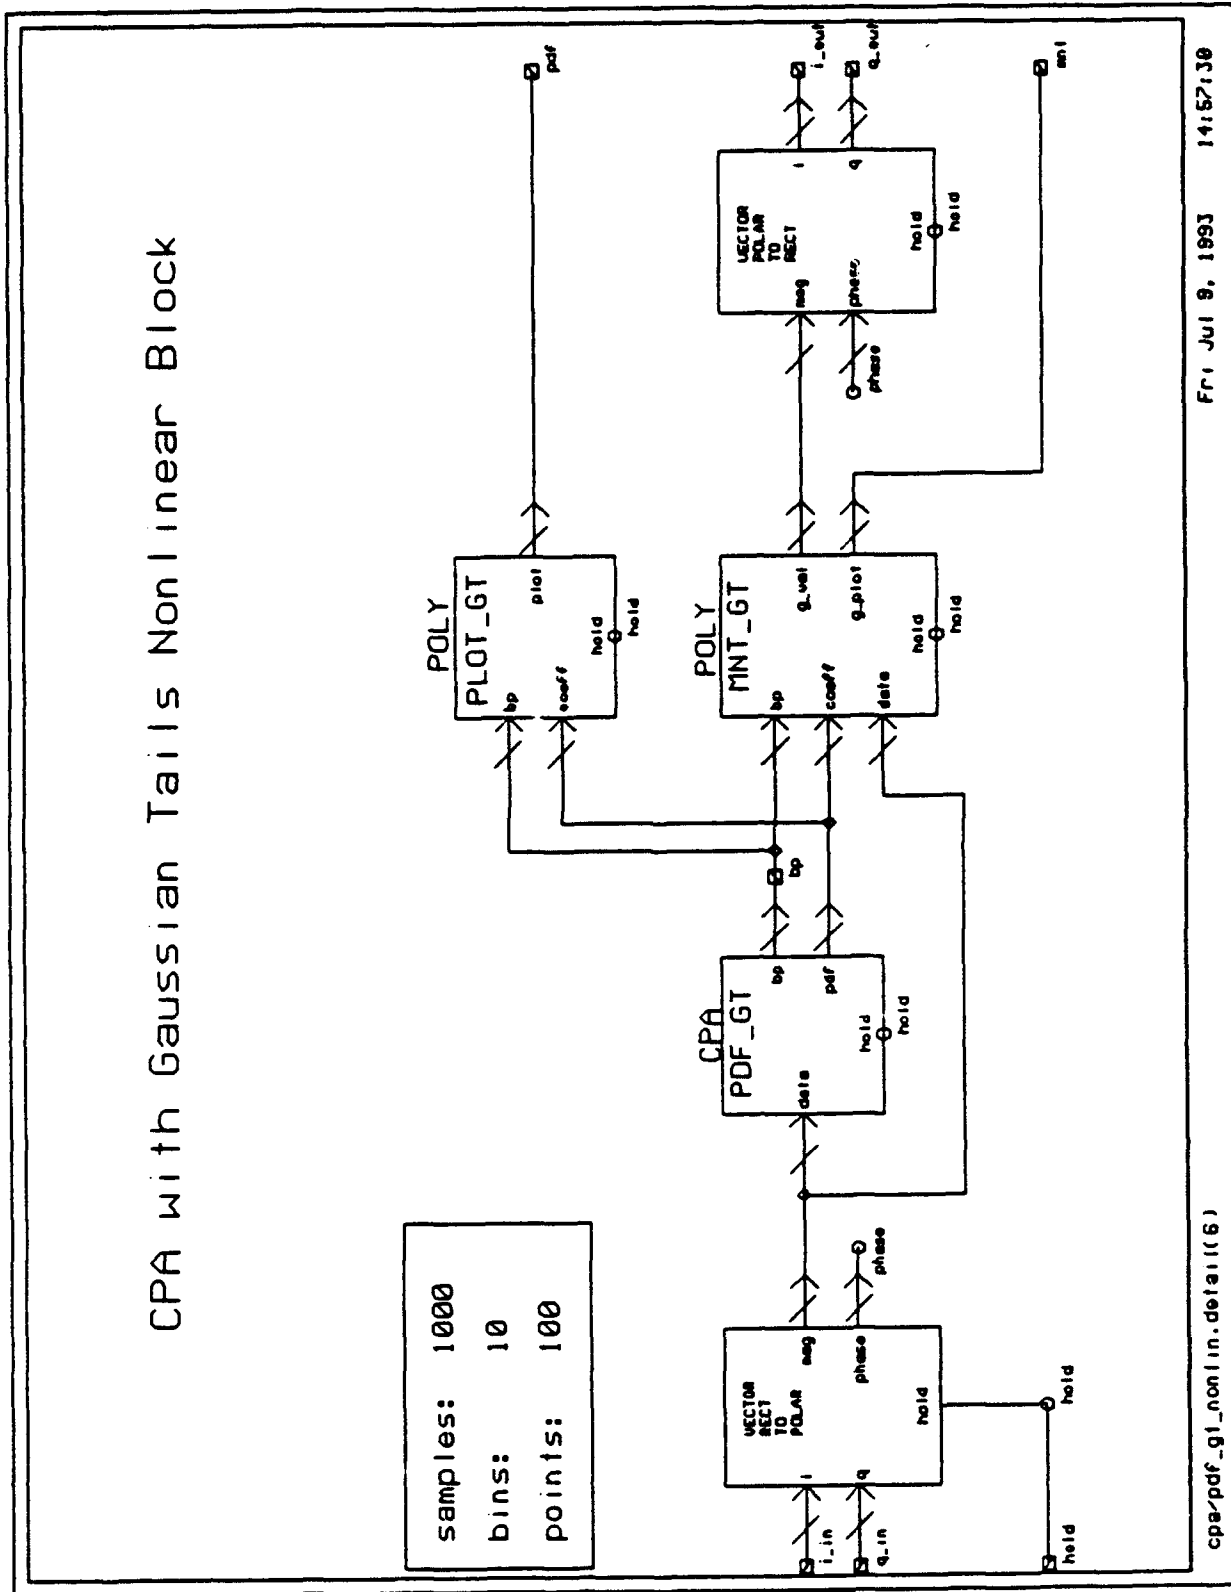 CPA with Gaussian Tails Nonlinear Block
samples: 1000
bins: 10
points: 100
POLY
PLOT_GT
bp
coeff
plot
hold
hold
pdf
i_in
q_in
hold
VECTOR
RECT
TO
POLAR
i
q
mag
phase
hold
hold
phase
CPA
PDF_GT
data
bp
pdf
hold
hold
bp
POLY
MNT_GT
bp
coeff
data
g_val
g_plot
hold
hold
VECTOR
POLAR
TO
RECT
mag
phase
phase
i
q
hold
hold
i_out
q_out
mnl
cpa/pdf_gt_nonlin.detail(6)
Fri Jul 9, 1993 14:57:30